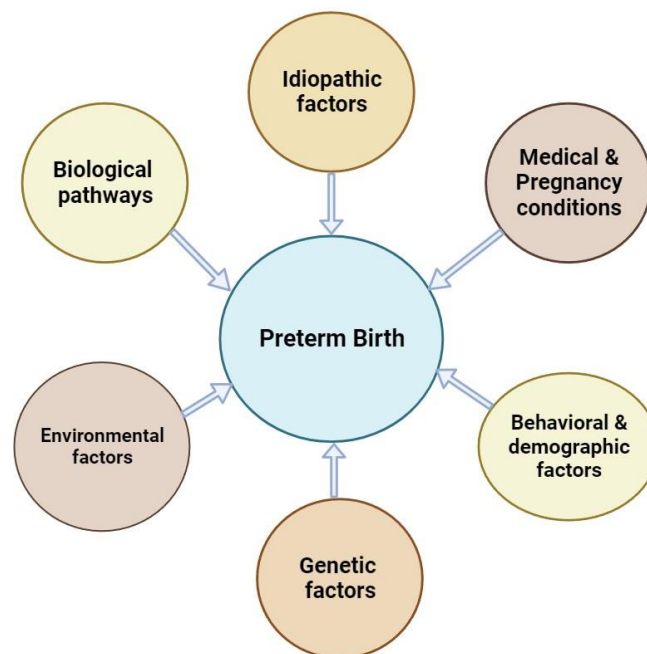 Idiopathic
factors
Biological
pathways
Medical &
Pregnancy
conditions
Preterm Birth
Environmental
factors
Behavioral &
demographic
factors
Genetic
factors